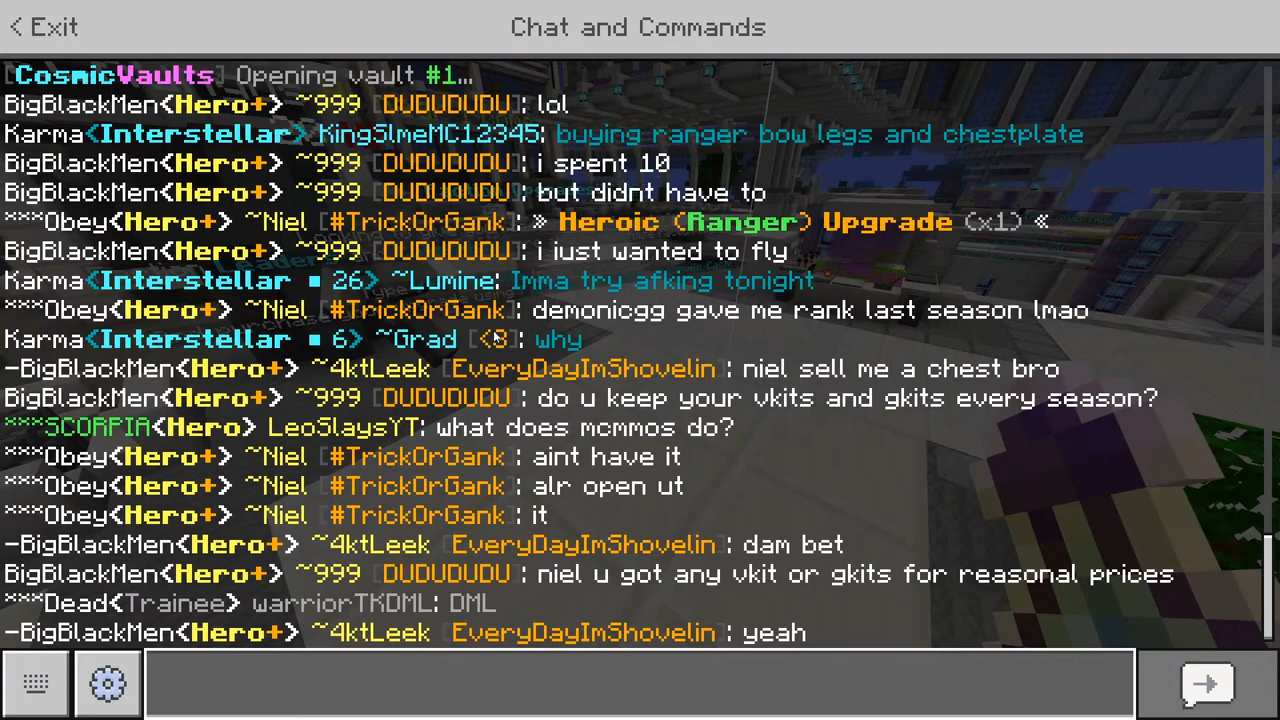 < Exit
Chat and Commands
[CosmicVaults] Opening vault #1...
BigBlackMen<Hero+> ~999 [DUDUDUDU]: lol
Karma<Interstellar> KingSlmeMC12345: buying ranger bow legs and chestplate
BigBlackMen<Hero+> ~999 [DUDUDUDU]: i spent 10
BigBlackMen<Hero+> ~999 [DUDUDUDU]: but didnt have to
***Obey<Hero+> ~Niel [#TrickOrGank]: » Heroic (Ranger) Upgrade (x1) «
BigBlackMen<Hero+> ~999 [DUDUDUDU]: i just wanted to fly
Karma<Interstellar ▪ 26> ~Lumine: Imma try afking tonight
***Obey<Hero+> ~Niel [#TrickOrGank]: demonicgg gave me rank last season lmao
Karma<Interstellar ▪ 6> ~Grad [<3]: why
-BigBlackMen<Hero+> ~4ktLeek [EveryDayImShovelin]: niel sell me a chest bro
BigBlackMen<Hero+> ~999 [DUDUDUDU]: do u keep your vkits and gkits every season?
***SCORPIA<Hero> LeoSlaysYT: what does mcmmos do?
***Obey<Hero+> ~Niel [#TrickOrGank]: aint have it
***Obey<Hero+> ~Niel [#TrickOrGank]: alr open ut
***Obey<Hero+> ~Niel [#TrickOrGank]: it
-BigBlackMen<Hero+> ~4ktLeek [EveryDayImShovelin]: dam bet
BigBlackMen<Hero+> ~999 [DUDUDUDU]: niel u got any vkit or gkits for reasonal prices
***Dead<Trainee> warriorTKDML: DML
-BigBlackMen<Hero+> ~4ktLeek [EveryDayImShovelin]: yeah